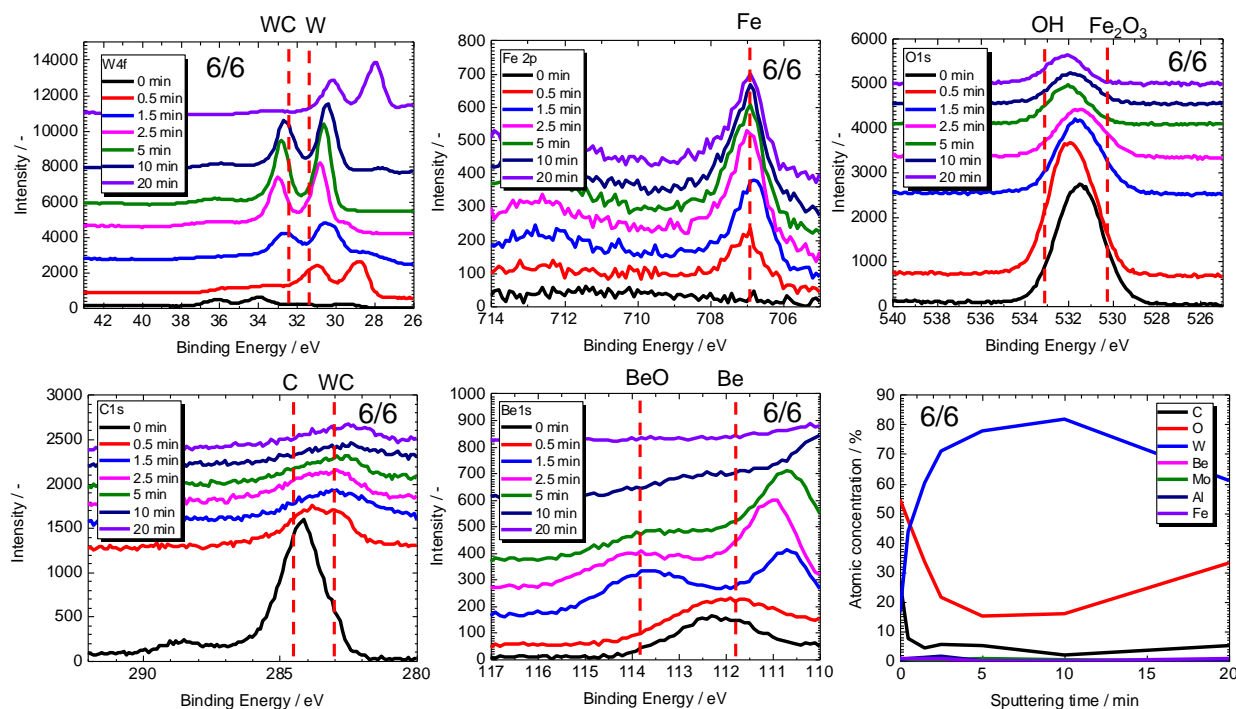 WC W
W4f
6/6
0 min
0.5 min
1.5 min
2.5 min
5 min
10 min
20 min
14000
12000
10000
8000
6000
4000
2000
0
Intensity / -
42 40 38 36 34 32 30 28 26
Binding Energy / eV
Fe
Fe 2p
6/6
0 min
0.5 min
1.5 min
2.5 min
5 min
10 min
20 min
800
700
600
500
400
300
200
100
0
Intensity / -
714 712 710 708 706
Binding Energy / eV
OH Fe₂O₃
O1s
6/6
0 min
0.5 min
1.5 min
2.5 min
5 min
10 min
20 min
6000
5000
4000
3000
2000
1000
0
Intensity / -
540 538 536 534 532 530 528 526
Binding Energy / eV
C WC
C1s
6/6
0 min
0.5 min
1.5 min
2.5 min
5 min
10 min
20 min
3000
2500
2000
1500
1000
500
0
Intensity / -
290 285 280
Binding Energy / eV
BeO Be
Be1s
6/6
0 min
0.5 min
1.5 min
2.5 min
5 min
10 min
20 min
1000
900
800
700
600
500
400
300
200
100
0
Intensity / -
117 116 115 114 113 112 111 110
Binding Energy / eV
6/6
C
O
W
Be
Mo
Al
Fe
90
80
70
60
50
40
30
20
10
0
Atomic concentration / %
0 5 10 15 20
Sputtering time / min